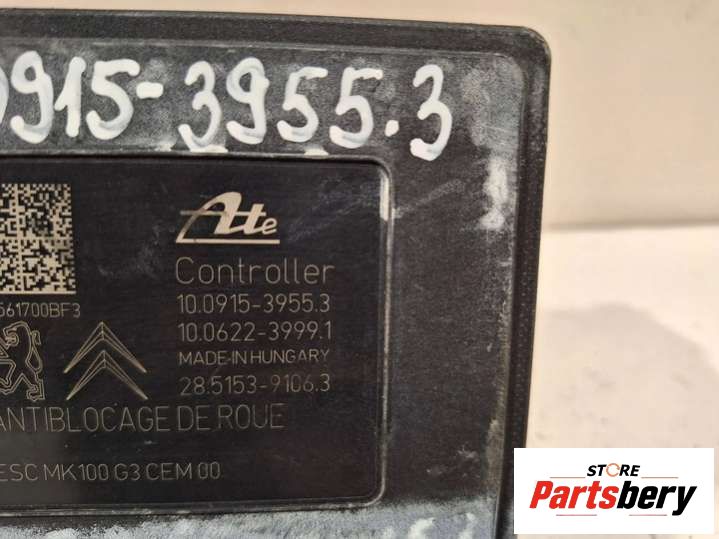 0915-3955.3
Ate
Controller
10.0915-3955.3
561700BF3
10.0622-3999.1
MADE IN HUNGARY
28.5153-9106.3
ANTIBLOCAGE DE ROUE
ESC MK100 G3 CEM 00
STORE
Partsbery